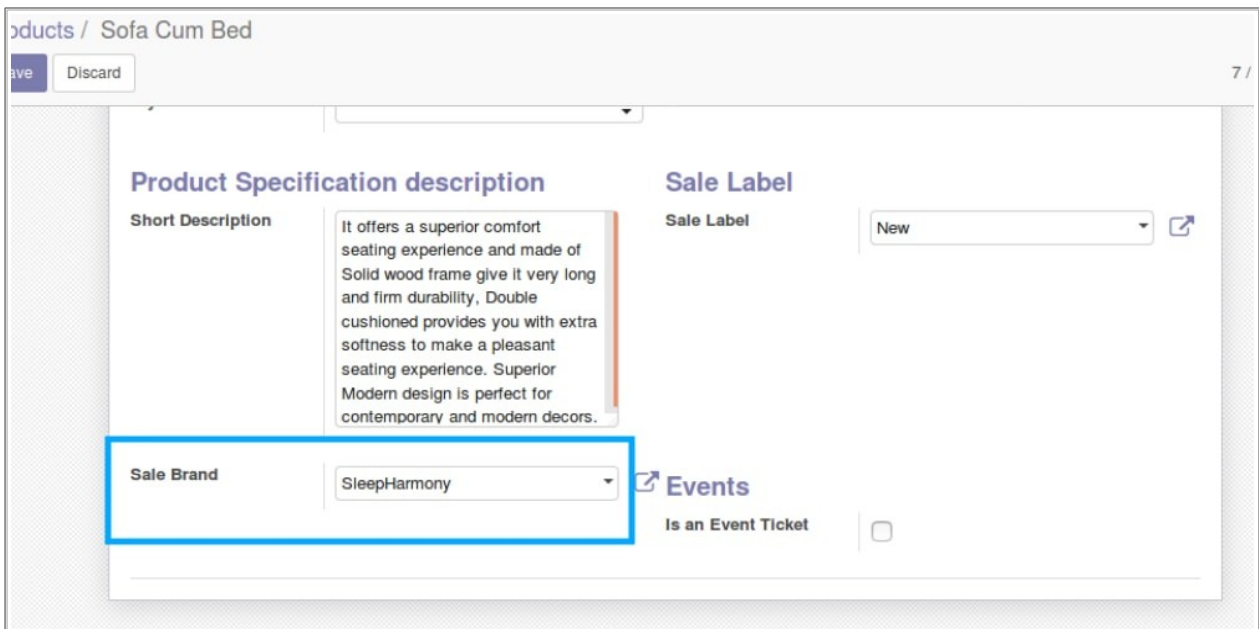 / Sofa Cum Bed
Discard
7 /
Product Specification description
Sale Label
Short Description
It offers a superior comfort
seating experience and made of
Solid wood frame give it very long
and firm durability, Double
cushioned provides you with extra
softness to make a pleasant
seating experience. Superior
Modern design is perfect for
contemporary and modern decors.
Sale Label
New
Sale Brand
SleepHarmony
Events
Is an Event Ticket